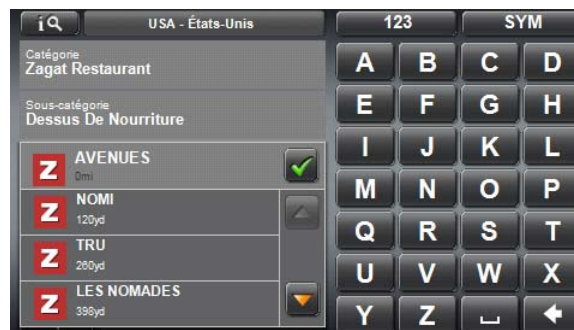 i
USA - États-Unis
123
SYM
Catégorie
Zagat Restaurant
Sous-catégorie
Dessus De Nourriture
Z AVENUES
0mi
Z NOMI
120yd
Z TRU
260yd
Z LES NOMADES
398yd
A B C D
E F G H
I J K L
M N O P
Q R S T
U V W X
Y Z